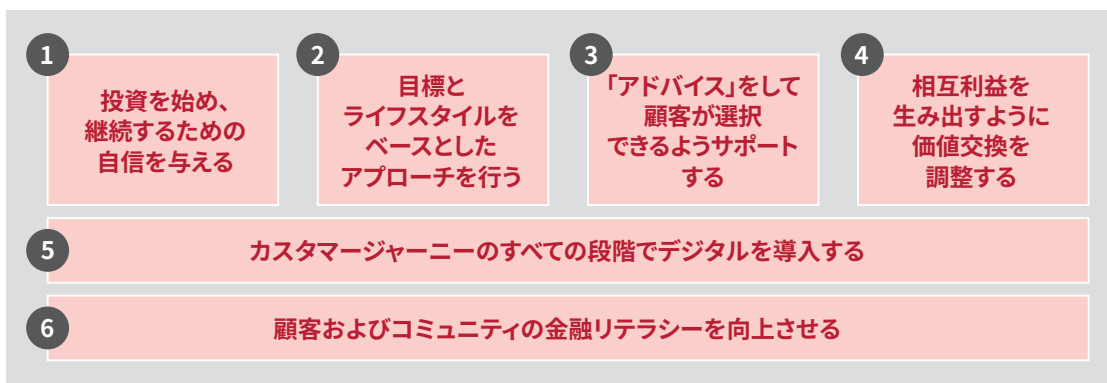 1
投資を始め、
継続するための
自信を与える
2
目標と
ライフスタイルを
ベースとした
アプローチを行う
3
「アドバイス」をして
顧客が選択
できるようサポート
する
4
相互利益を
生み出すように
価値交換を
調整する
5
カスタマージャーニーのすべての段階でデジタルを導入する
6
顧客およびコミュニティの金融リテラシーを向上させる